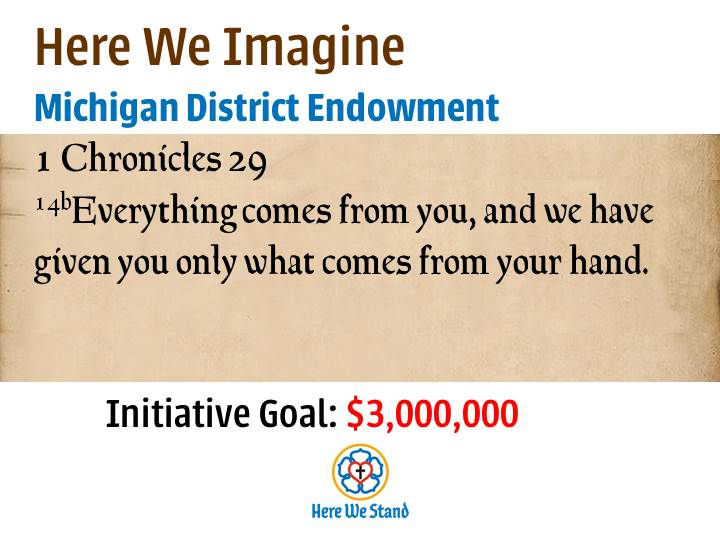 Here We Imagine
Michigan District Endowment
1 Chronicles 29
14bEverything comes from you, and we have
given you only what comes from your hand.
Initiative Goal: $3,000,000
Here We Stand